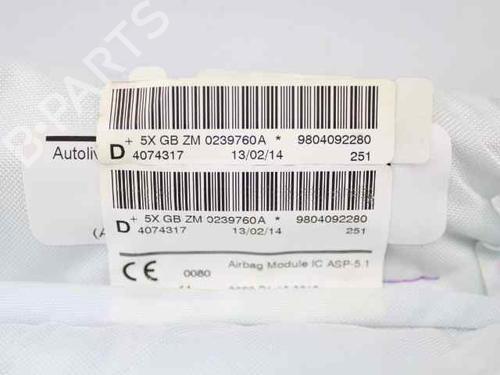 B-PARTS
+ 5X GB ZM 0239760A * 9804092280
D 4074317 13/02/14 251
Autoliv
+ 5X GB ZM 0239760A * 9804092280
D 4074317 13/02/14 251
(A
CE 0080 Airbag Module IC ASP-5.1